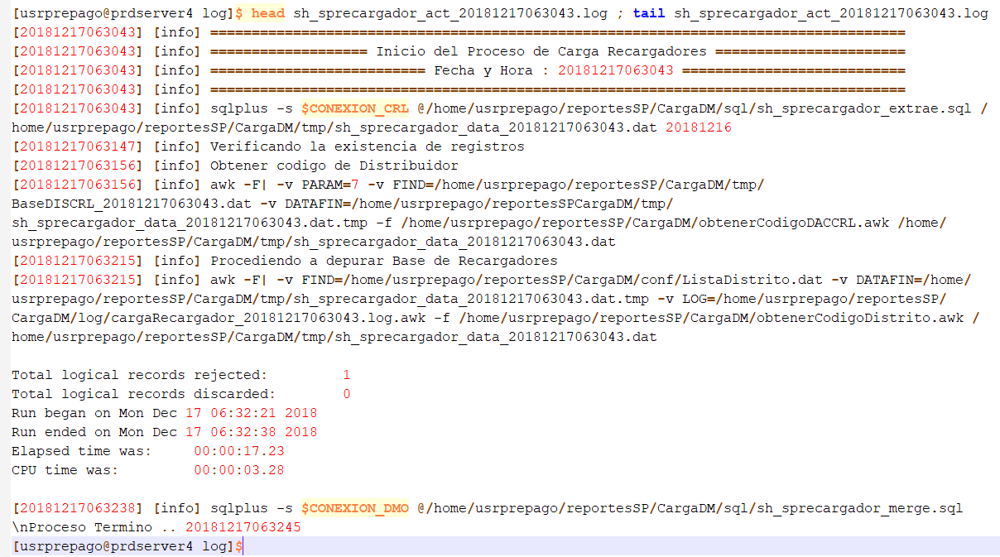 [usrprepago@prdserver4 log]$ head sh_sprecargador_act_20181217063043.log ; tail sh_sprecargador_act_20181217063043.log
[20181217063043] [info] ====================================================================================
[20181217063043] [info] =================== Inicio del Proceso de Carga Recargadores =======================
[20181217063043] [info] ========================== Fecha y Hora : 20181217063043 ===========================
[20181217063043] [info] ====================================================================================
[20181217063043] [info] sqlplus -s $CONEXION_CRL @/home/usrprepago/reportesSP/CargaDM/sql/sh_sprecargador_extrae.sql /
home/usrprepago/reportesSP/CargaDM/tmp/sh_sprecargador_data_20181217063043.dat 20181216
[20181217063147] [info] Verificando la existencia de registros
[20181217063156] [info] Obtener codigo de Distribuidor
[20181217063156] [info] awk -F| -v PARAM=7 -v FIND=/home/usrprepago/reportesSP/CargaDM/tmp/
BaseDISCRL_20181217063043.dat -v DATAFIN=/home/usrprepago/reportesSPCargaDM/tmp/
sh_sprecargador_data_20181217063043.dat.tmp -f /home/usrprepago/reportesSP/CargaDM/obtenerCodigoDACCRL.awk /home/
usrprepago/reportesSP/CargaDM/tmp/sh_sprecargador_data_20181217063043.dat
[20181217063215] [info] Procediendo a depurar Base de Recargadores
[20181217063215] [info] awk -F| -v FIND=/home/usrprepago/reportesSP/CargaDM/conf/ListaDistrito.dat -v DATAFIN=/home/
usrprepago/reportesSP/CargaDM/tmp/sh_sprecargador_data_20181217063043.dat.tmp -v LOG=/home/usrprepago/reportesSP/
CargaDM/log/cargaRecargador_20181217063043.log.awk -f /home/usrprepago/reportesSP/CargaDM/obtenerCodigoDistrito.awk /
home/usrprepago/reportesSP/CargaDM/tmp/sh_sprecargador_data_20181217063043.dat
Total logical records rejected: 1
Total logical records discarded: 0
Run began on Mon Dec 17 06:32:21 2018
Run ended on Mon Dec 17 06:32:38 2018
Elapsed time was: 00:00:17.23
CPU time was: 00:00:03.28
[20181217063238] [info] sqlplus -s $CONEXION_DMO @/home/usrprepago/reportesSP/CargaDM/sql/sh_sprecargador_merge.sql
\nProceso Termino .. 20181217063245
[usrprepago@prdserver4 log]$